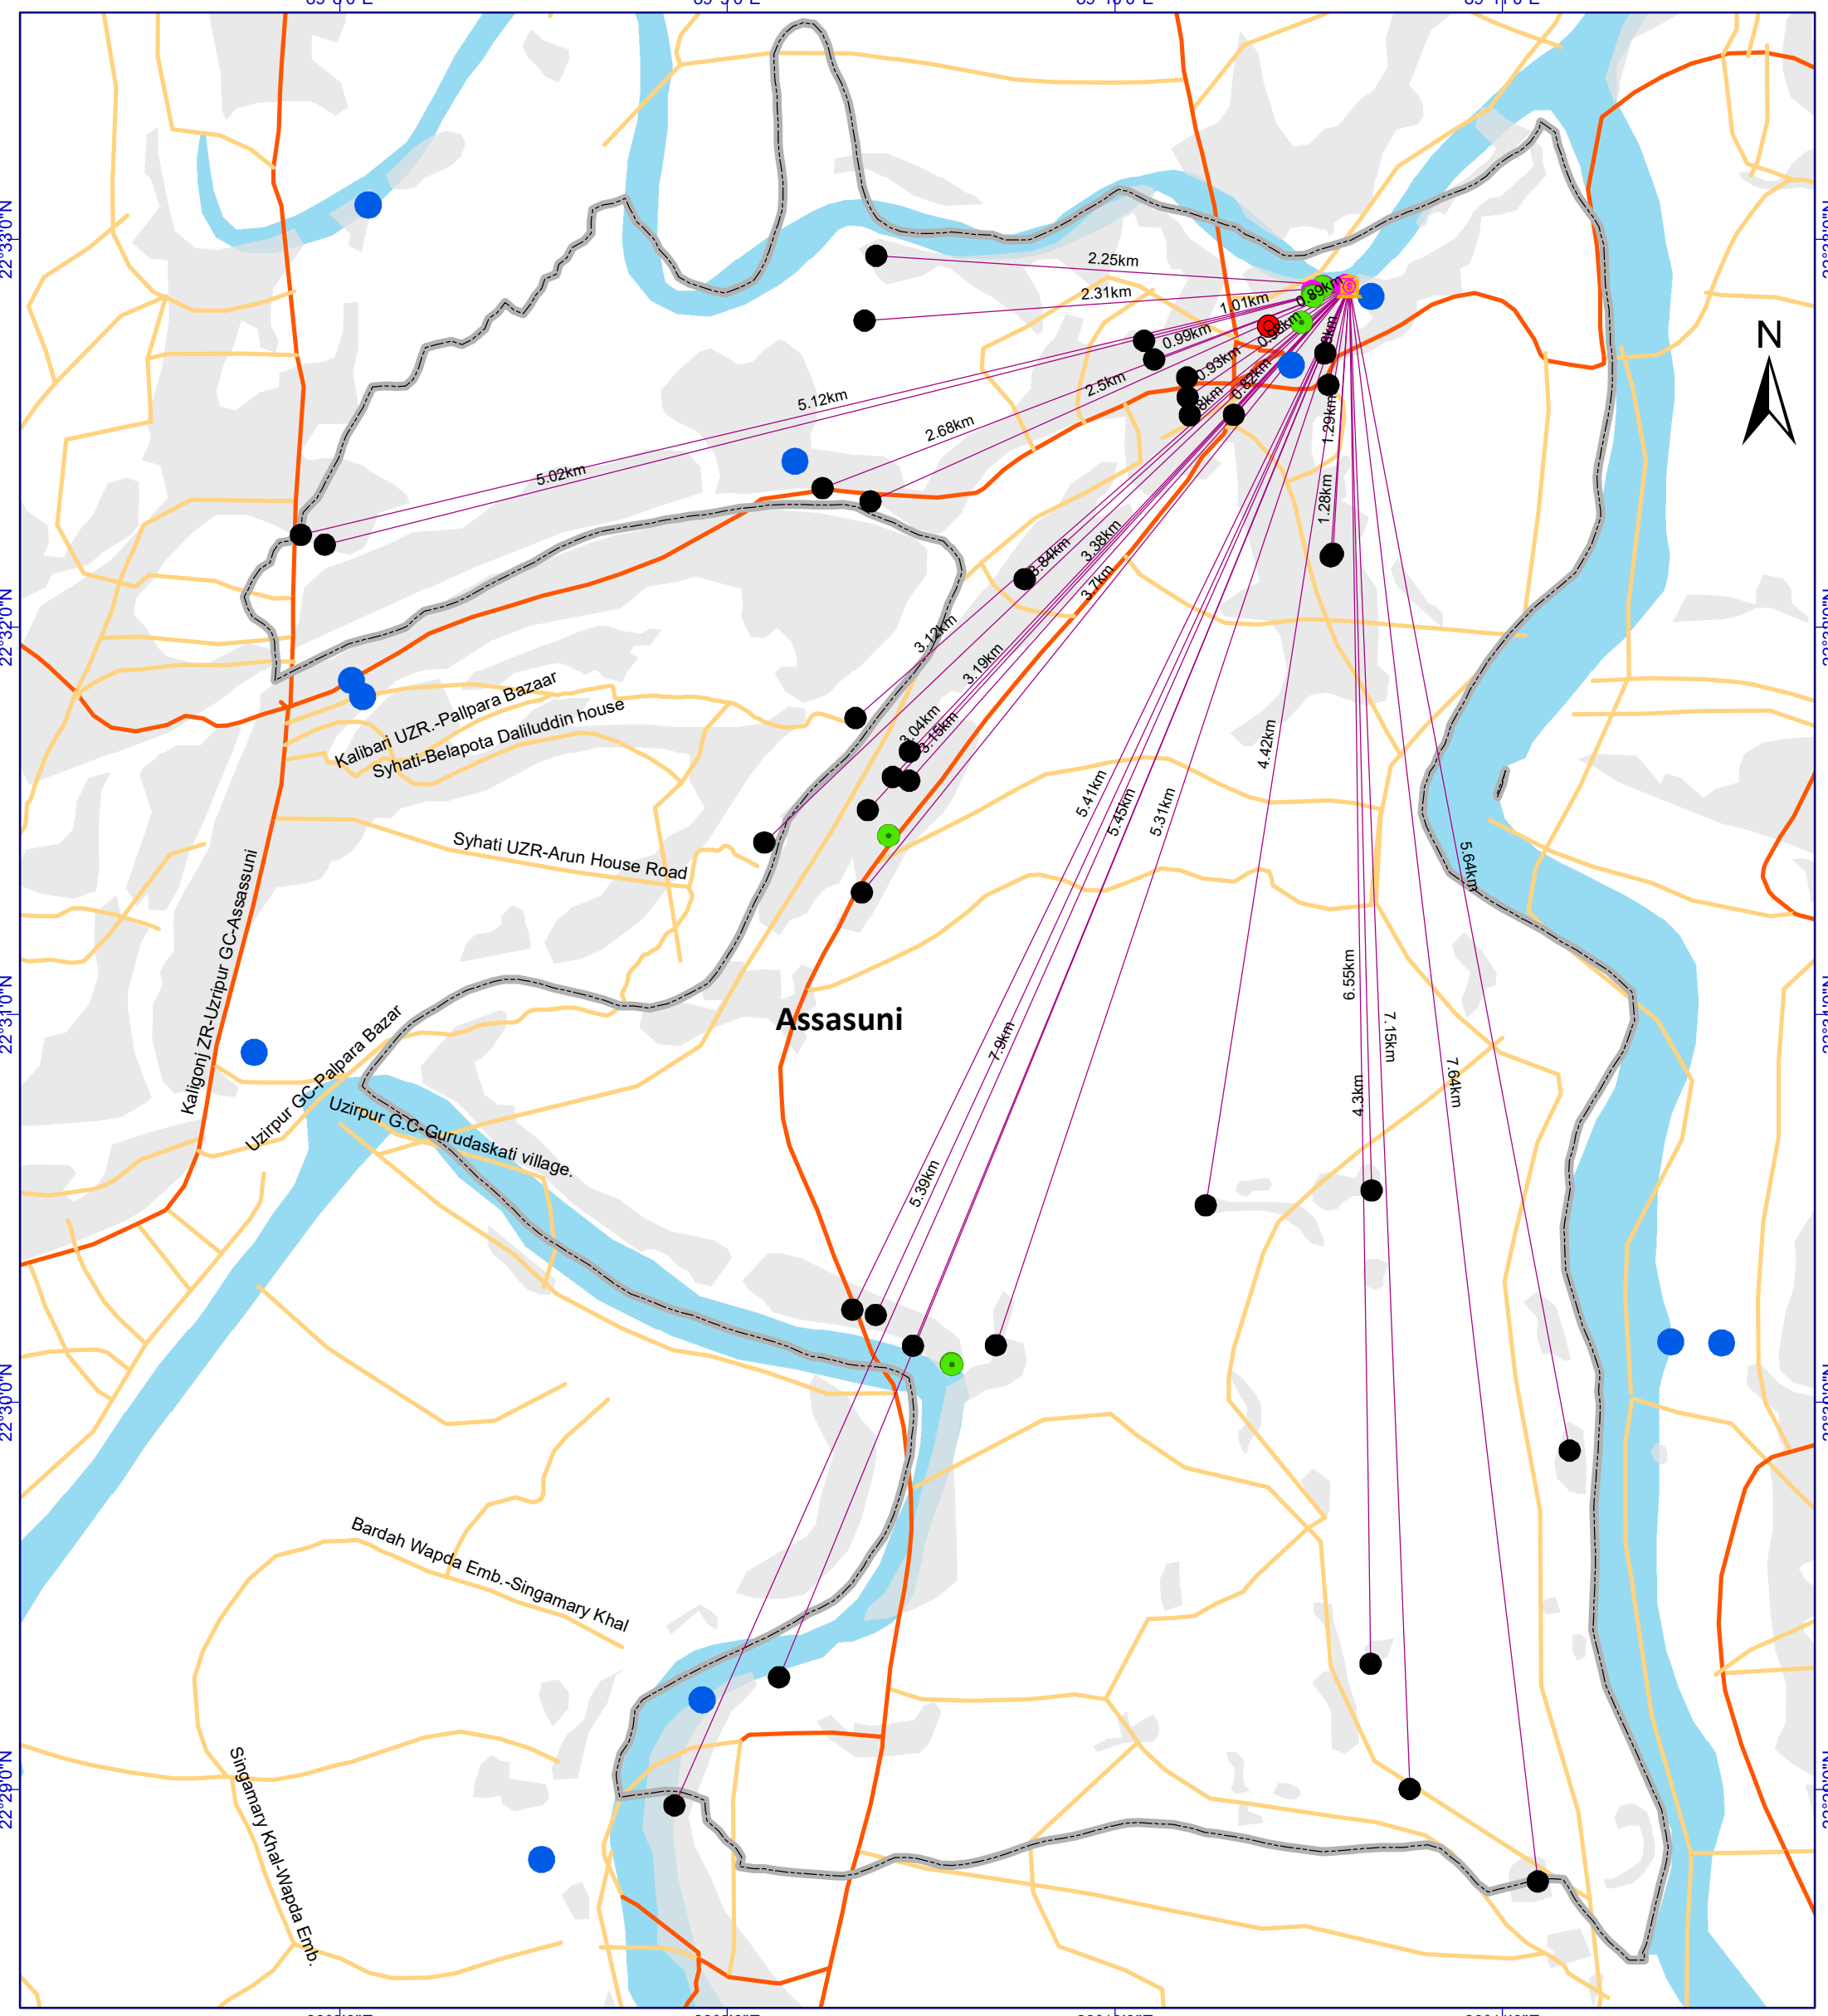 N
22°33'0"N
22°32'0"N
22°31'0"N
22°30'0"N
22°29'0"N
2.25km
2.31km
0.89km
1.01km
0.99km
0.93km
0.82km
2.5km
5.12km
2.68km
1.29km
5.02km
1.28km
3.38km
3.84km
3.7km
3.12km
3.19km
3.04km
3.15km
Kalibari UZR.-Pallpara Bazaar
Syhati-Belapota Daliluddin house
4.42km
5.41km
5.45km
5.31km
Syhati UZR-Arun House Road
5.64km
Kaligonj ZR-Uzripur GC-Assassuni
6.55km
Assasuni
7.9km
7.15km
Uzirpur GC-Palpara Bazar
7.64km
4.3km
Uzirpur G.C-Gurudaskati village.
5.39km
Bardah Wapda Emb.-Singamary Khal
Singamary Khal-Wapda Emb.